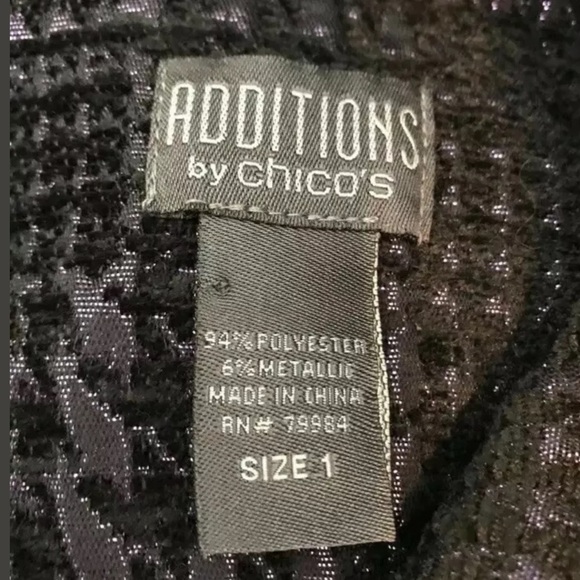 ADDITIONS
by chico's
94% POLYESTER
6% METALLIC
MADE IN CHINA
RN# 79984
SIZE 1